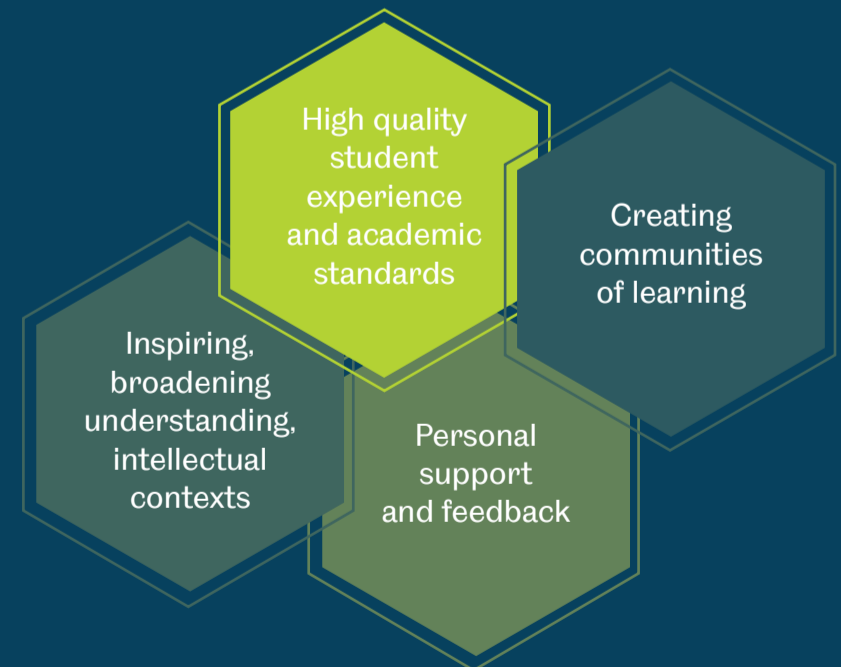 High quality
student
experience
and academic
standards
Creating
communities
of learning
Inspiring,
broadening
understanding,
intellectual
contexts
Personal
support
and feedback